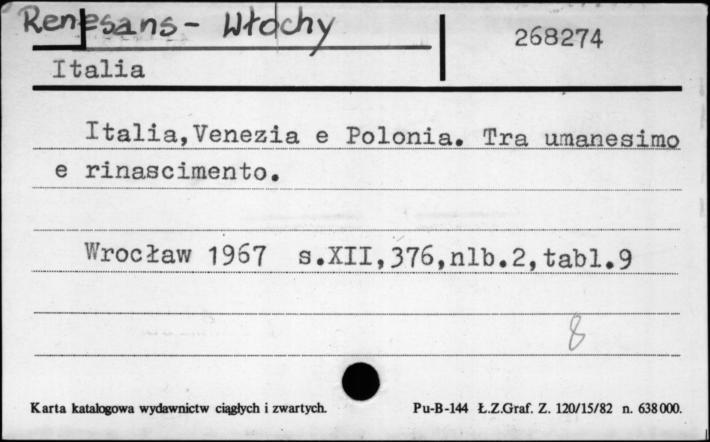 Renesans - Włochy
268274
Italia
Italia,Venezia e Polonia. Tra umanesimo
e rinascimento.
Wrocław 1967 s.XII,376,nlb.2,tabl.9
8
Karta katalogowa wydawnictw ciągłych i zwartych.
Pu-B-144 Ł.Z.Graf. Z. 120/15/82 n. 638000.